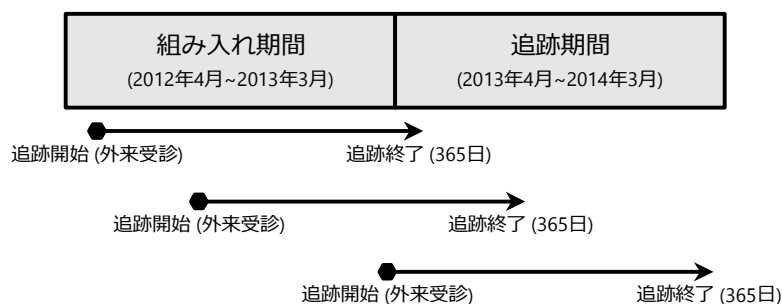 組み入れ期間
(2012年4月~2013年3月)
追跡期間
(2013年4月~2014年3月)
追跡開始 (外来受診)
追跡終了 (365日)
追跡開始 (外来受診)
追跡終了 (365日)
追跡開始 (外来受診)
追跡終了 (365日)